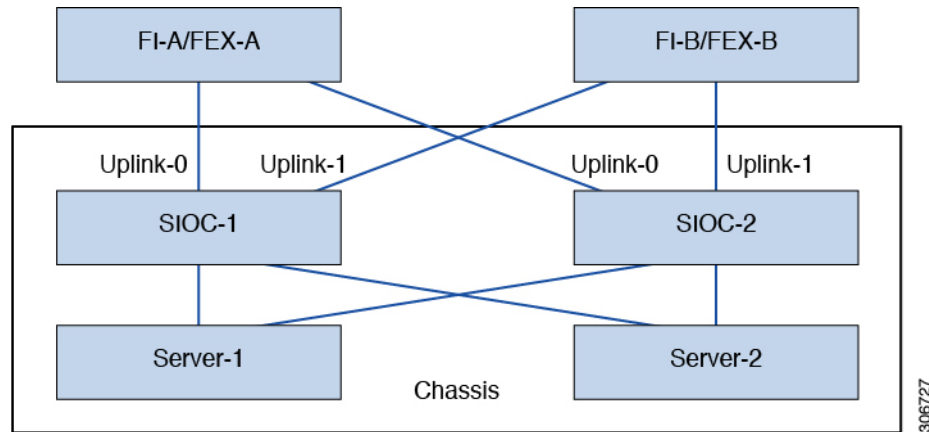 FI-A/FEX-A
FI-B/FEX-B
Uplink-0
Uplink-1
Uplink-0
Uplink-1
SIOC-1
SIOC-2
Server-1
Server-2
Chassis
306727